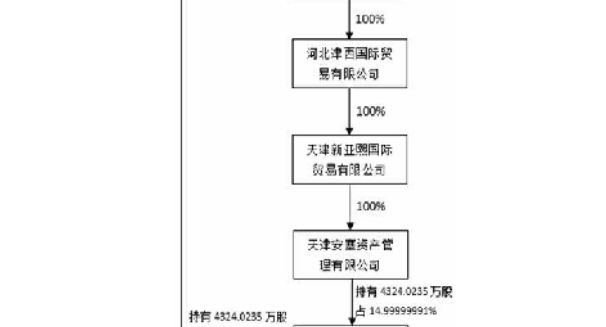 100%
河北津西国际贸
易有限公司
100%
天津新亚熙国际
贸易有限公司
100%
天津安塞资产管
理有限公司
持有 4324.0235 万股
占 14.99999991%
持有 4324.0235 万股